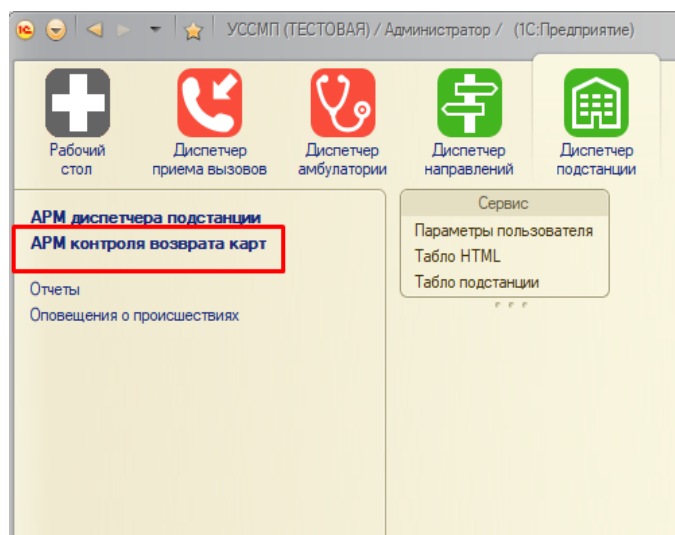 УССМП (ТЕСТОВАЯ) / Администратор / (1С:Предприятие)
Рабочий стол
Диспетчер приема вызовов
Диспетчер амбулатории
Диспетчер направлений
Диспетчер подстанции
АРМ диспетчера подстанции
АРМ контроля возврата карт
Отчеты
Оповещения о происшествиях
Сервис
Параметры пользователя
Табло HTML
Табло подстанции